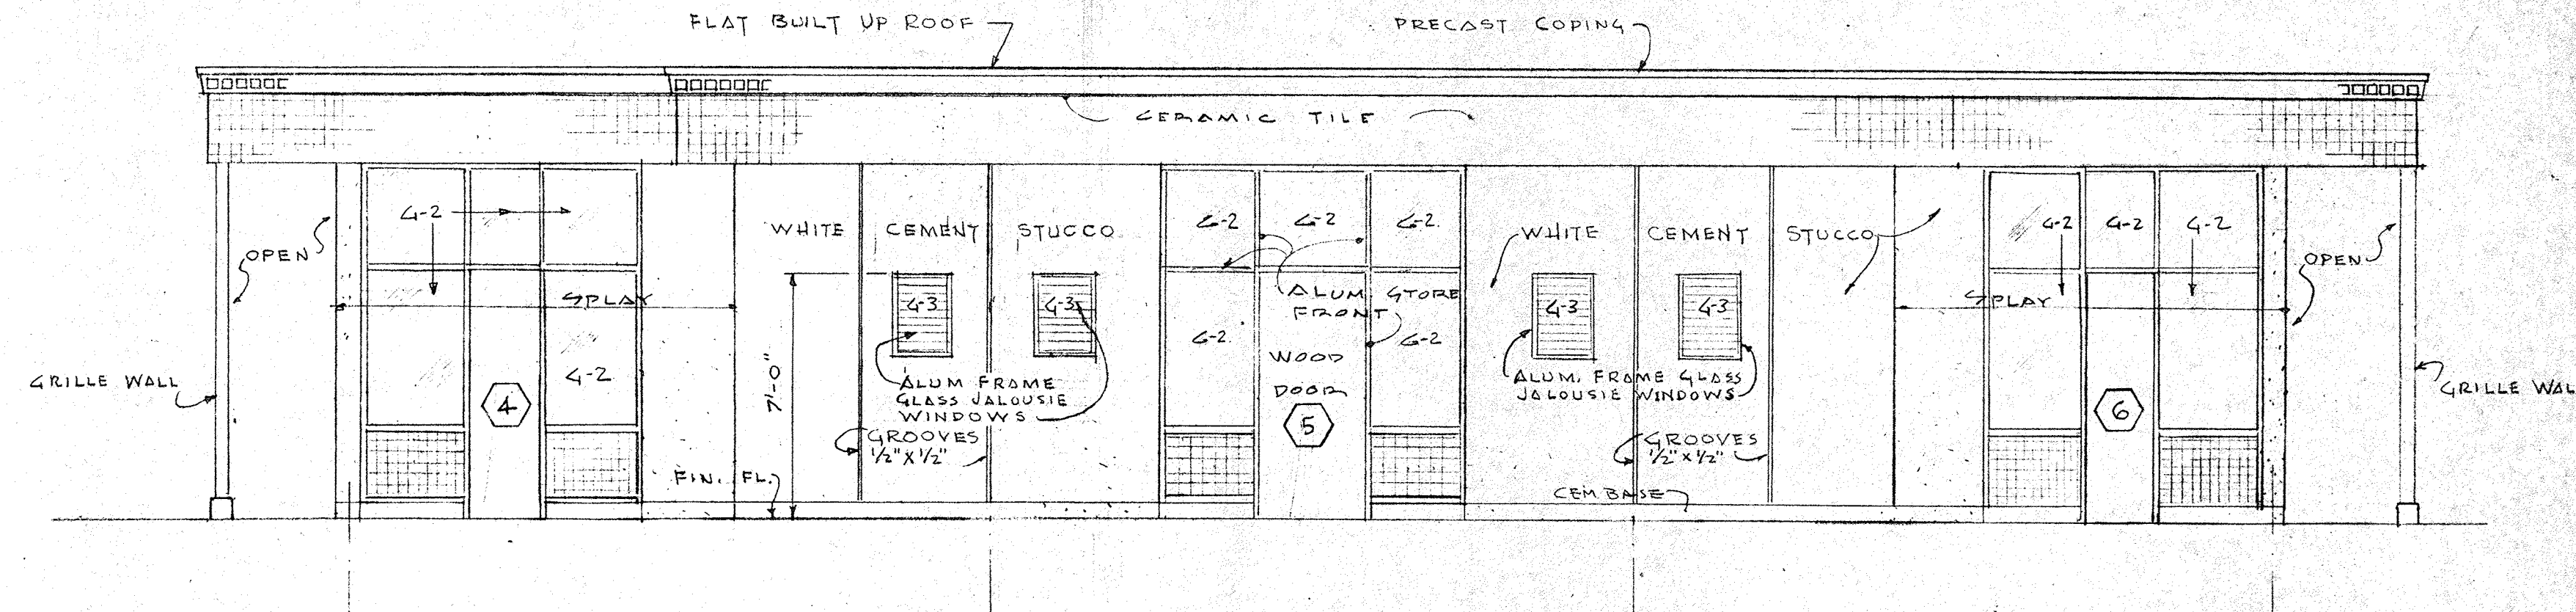 FLAT BUILT UP ROOF
PRECAST COPING
CERAMIC TILE
G-2
OPEN
SPLAY
G-2
GRILLE WALL
4
WHITE CEMENT STUCCO
G-3
G-3
7'-0"
ALUM FRAME
GLASS JALOUSIE
WINDOWS
GROOVES
1/2" X 1/2"
FIN. FL.
G-2 G-2 G-2
ALUM STORE
FRONT
G-2 G-2
WOOD
DOOR
5
WHITE CEMENT STUCCO
G-3
G-3
ALUM. FRAME GLASS
JALOUSIE WINDOWS
GROOVES
1/2" X 1/2"
CEM BASE
G-2 G-2 G-2
SPLAY
OPEN
6
GRILLE WAL